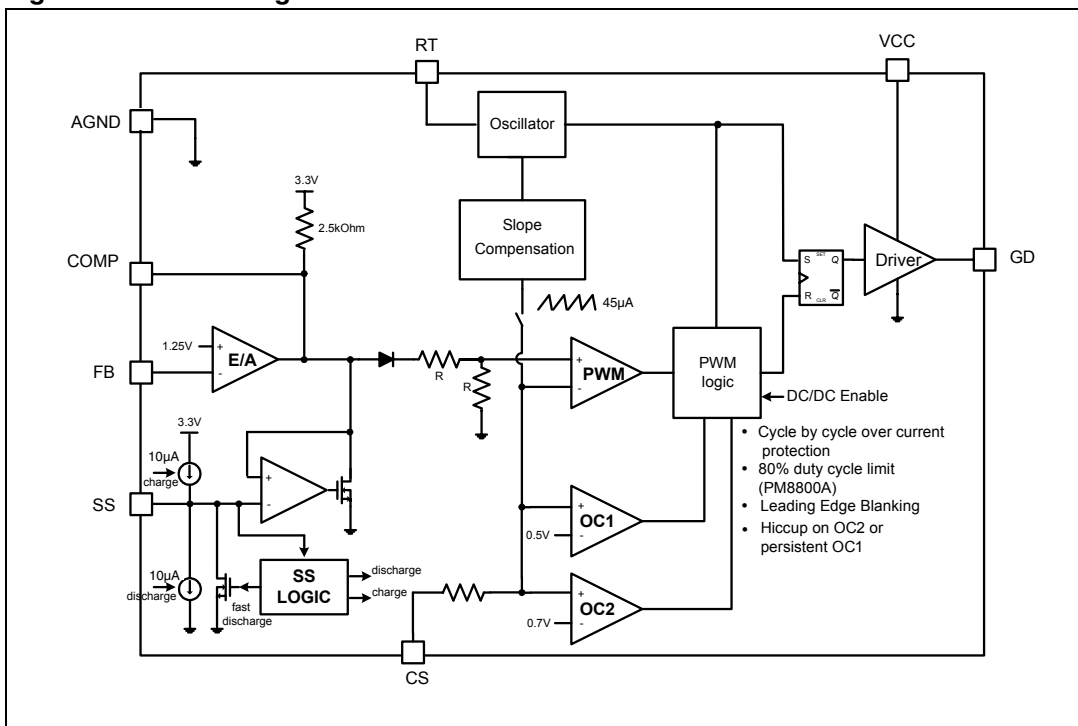 RT
VCC
AGND
Oscillator
3.3V
2.5kOhm
Slope
Compensation
COMP
S SET Q
R CLR Q
Driver
GD
45µA
1.25V
+
-
E/A
FB
R
R
+
-
PWM
PWM
logic
DC/DC Enable
• Cycle by cycle over current
protection
• 80% duty cycle limit
(PM8800A)
• Leading Edge Blanking
• Hiccup on OC2 or
persistent OC1
3.3V
10µA
charge
SS
+
-
+
-
OC1
0.5V
10µA
discharge
fast
discharge
SS
LOGIC
discharge
charge
+
-
OC2
0.7V
CS